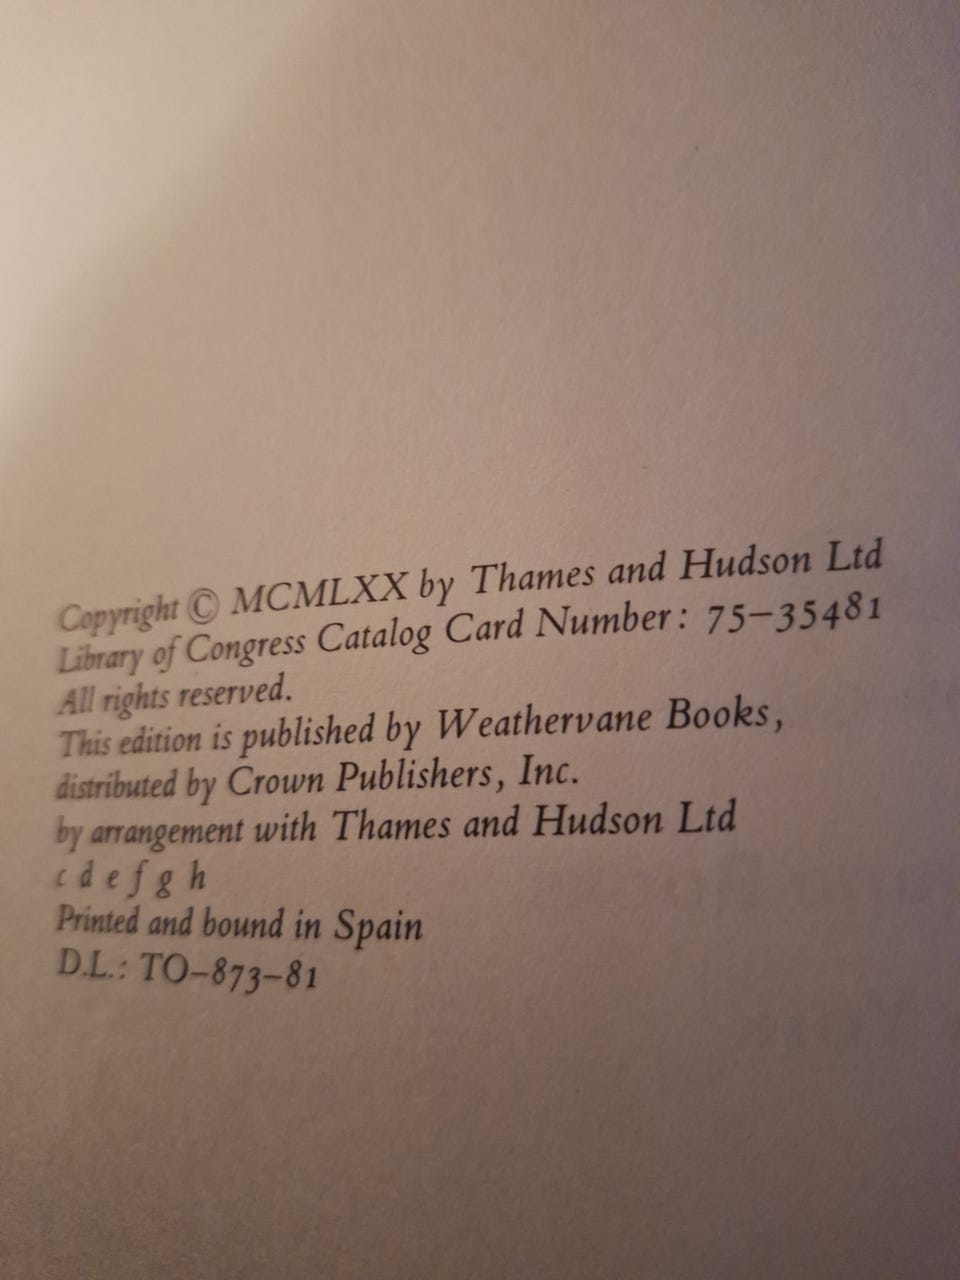 Copyright © MCMLXX by Thames and Hudson Ltd
Library of Congress Catalog Card Number: 75–35481
All rights reserved.
This edition is published by Weathervane Books,
distributed by Crown Publishers, Inc.
by arrangement with Thames and Hudson Ltd
c d e f g h
Printed and bound in Spain
D.L.: TO–873–81